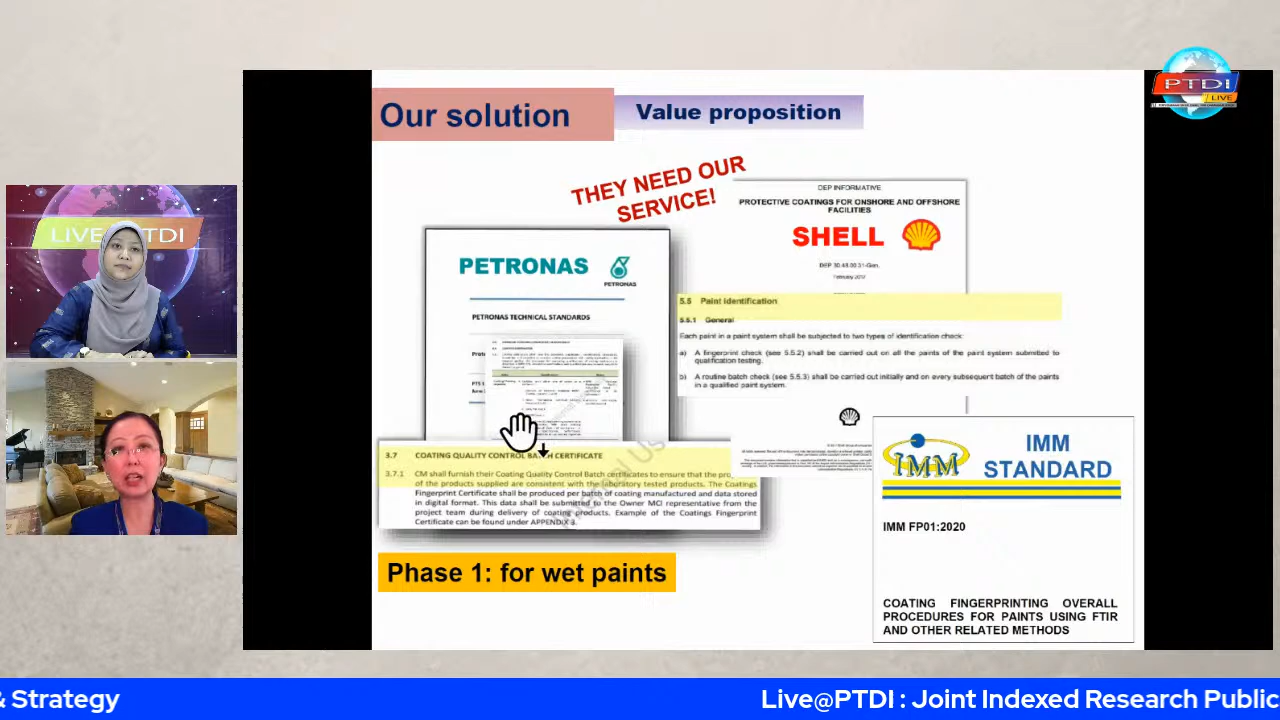 PTDI
LIVE
LIVE@PTDI
Our solution
Value proposition
THEY NEED OUR
SERVICE!
PETRONAS
PETRONAS
PETRONAS TECHNICAL STANDARDS
DEP INFORMATIVE
PROTECTIVE COATINGS FOR ONSHORE AND OFFSHORE
FACILITIES
SHELL
DEP 30.48.00.31-Gen.
February 2012
5.5 Paint identification
5.5.1 General
Each paint in a paint system shall be subjected to two types of identification check:
a) A fingerprint check (see 5.5.2) shall be carried out on all the paints of the paint system submitted to
qualification testing.
b) A routine batch check (see 5.5.3) shall be carried out initially and on every subsequent batch of the paints
in a qualified paint system.
3.7 COATING QUALITY CONTROL BATCH CERTIFICATE
3.7.1 CM shall furnish their Coating Quality Control Batch certificates to ensure that the
of the products supplied are consistent with the laboratory tested products. The Coatings
Fingerprint Certificate shall be produced per batch of coating manufactured and data stored
in digital format. This data shall be submitted to the Owner MCI representative from the
project team during delivery of coating products. Example of the Coatings Fingerprint
Certificate can be found under APPENDIX 3.
Internal Us
Phase 1: for wet paints
IMM
IMM
STANDARD
IMM FP01:2020
COATING FINGERPRINTING OVERALL
PROCEDURES FOR PAINTS USING FTIR
AND OTHER RELATED METHODS
& Strategy
Live@PTDI : Joint Indexed Research Public